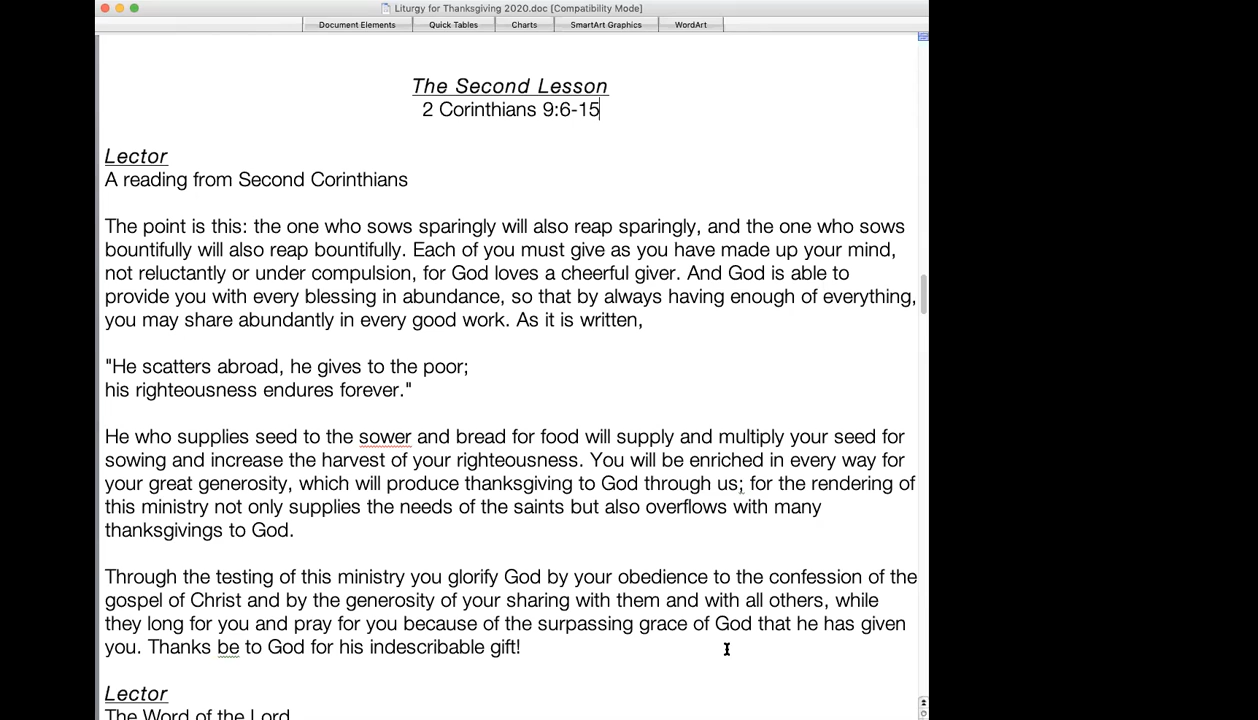 Liturgy for Thanksgiving 2020.doc [Compatibility Mode]
Document Elements Quick Tables Charts SmartArt Graphics WordArt
The Second Lesson
2 Corinthians 9:6-15
Lector
A reading from Second Corinthians
The point is this: the one who sows sparingly will also reap sparingly, and the one who sows
bountifully will also reap bountifully. Each of you must give as you have made up your mind,
not reluctantly or under compulsion, for God loves a cheerful giver. And God is able to
provide you with every blessing in abundance, so that by always having enough of everything,
you may share abundantly in every good work. As it is written,
"He scatters abroad, he gives to the poor;
his righteousness endures forever."
He who supplies seed to the sower and bread for food will supply and multiply your seed for
sowing and increase the harvest of your righteousness. You will be enriched in every way for
your great generosity, which will produce thanksgiving to God through us; for the rendering of
this ministry not only supplies the needs of the saints but also overflows with many
thanksgivings to God.
Through the testing of this ministry you glorify God by your obedience to the confession of the
gospel of Christ and by the generosity of your sharing with them and with all others, while
they long for you and pray for you because of the surpassing grace of God that he has given
you. Thanks be to God for his indescribable gift!
Lector
The Word of the Lord